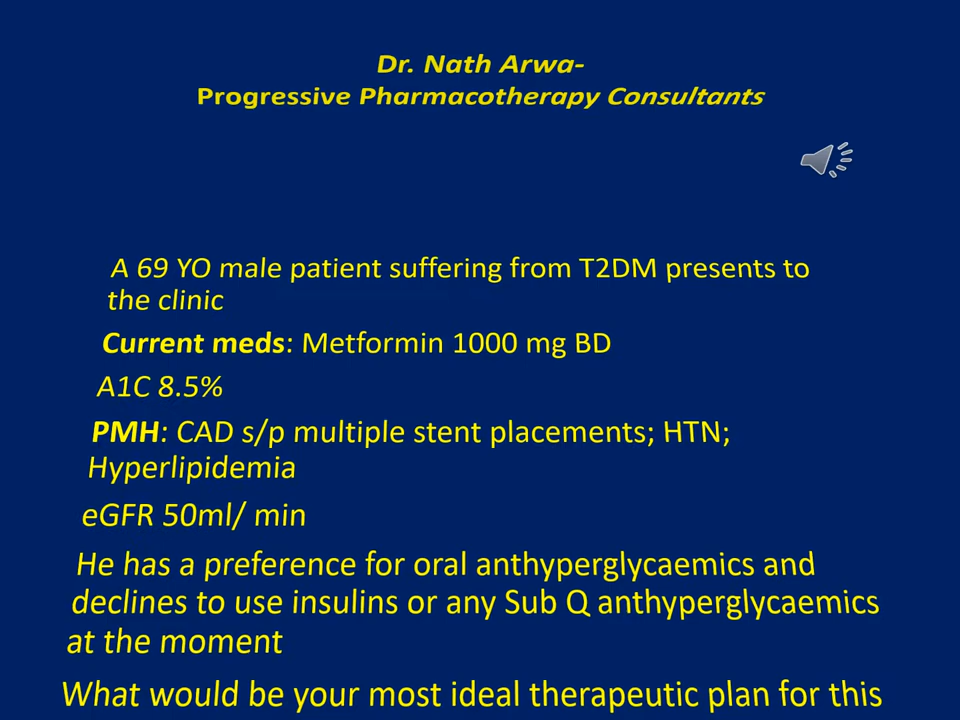 Dr. Nath Arwa-
Progressive Pharmacotherapy Consultants
A 69 YO male patient suffering from T2DM presents to
the clinic
Current meds: Metformin 1000 mg BD
A1C 8.5%
PMH: CAD s/p multiple stent placements; HTN;
Hyperlipidemia
eGFR 50ml/ min
He has a preference for oral anthyperglycaemics and
declines to use insulins or any Sub Q anthyperglycaemics
at the moment
What would be your most ideal therapeutic plan for this